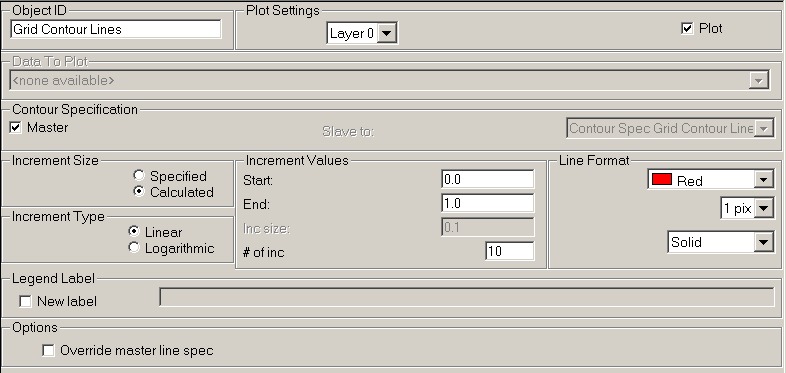 Object ID
Plot Settings
Grid Contour Lines
Layer 0
Plot
Data To Plot
<none available>
Contour Specification
Master
Slave to:
Contour Spec Grid Contour Line
Increment Size
Increment Values
Line Format
Specified
Calculated
Start:
0.0
Red
End:
1.0
1 pix
Increment Type
Linear
Logarithmic
Inc size:
0.1
# of inc
10
Solid
Legend Label
New label
Options
Override master line spec